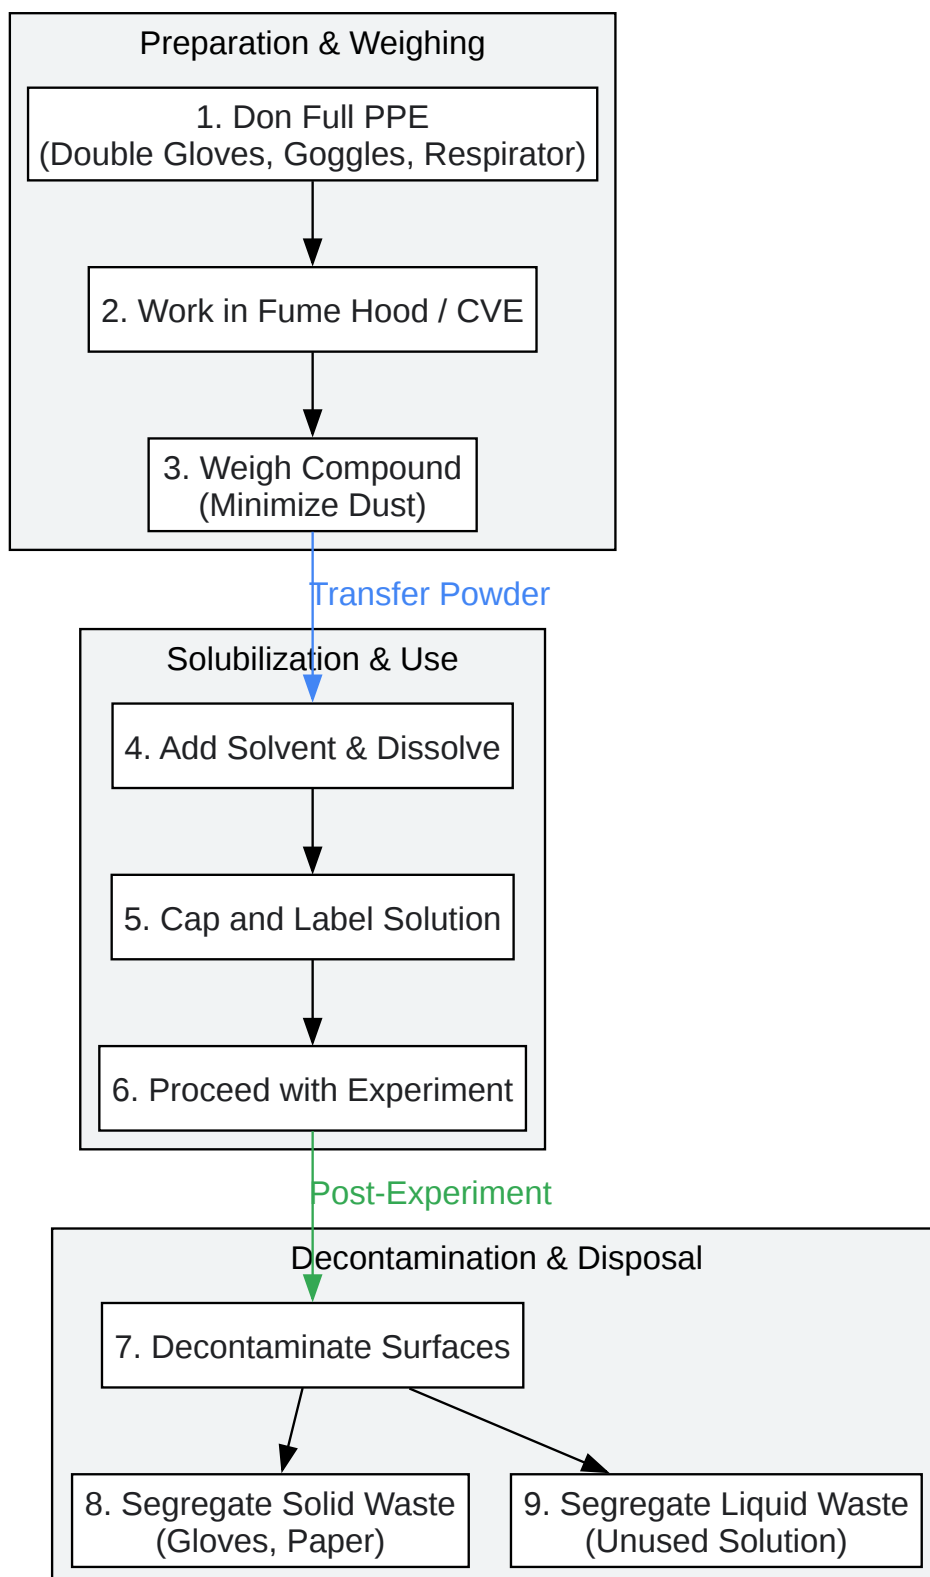 Preparation & Weighing
1. Don Full PPE
(Double Gloves, Goggles, Respirator)
2. Work in Fume Hood / CVE
3. Weigh Compound
(Minimize Dust)
Transfer Powder
Solubilization & Use
4. Add Solvent & Dissolve
5. Cap and Label Solution
6. Proceed with Experiment
Post-Experiment
Decontamination & Disposal
7. Decontaminate Surfaces
8. Segregate Solid Waste
(Gloves, Paper)
9. Segregate Liquid Waste
(Unused Solution)